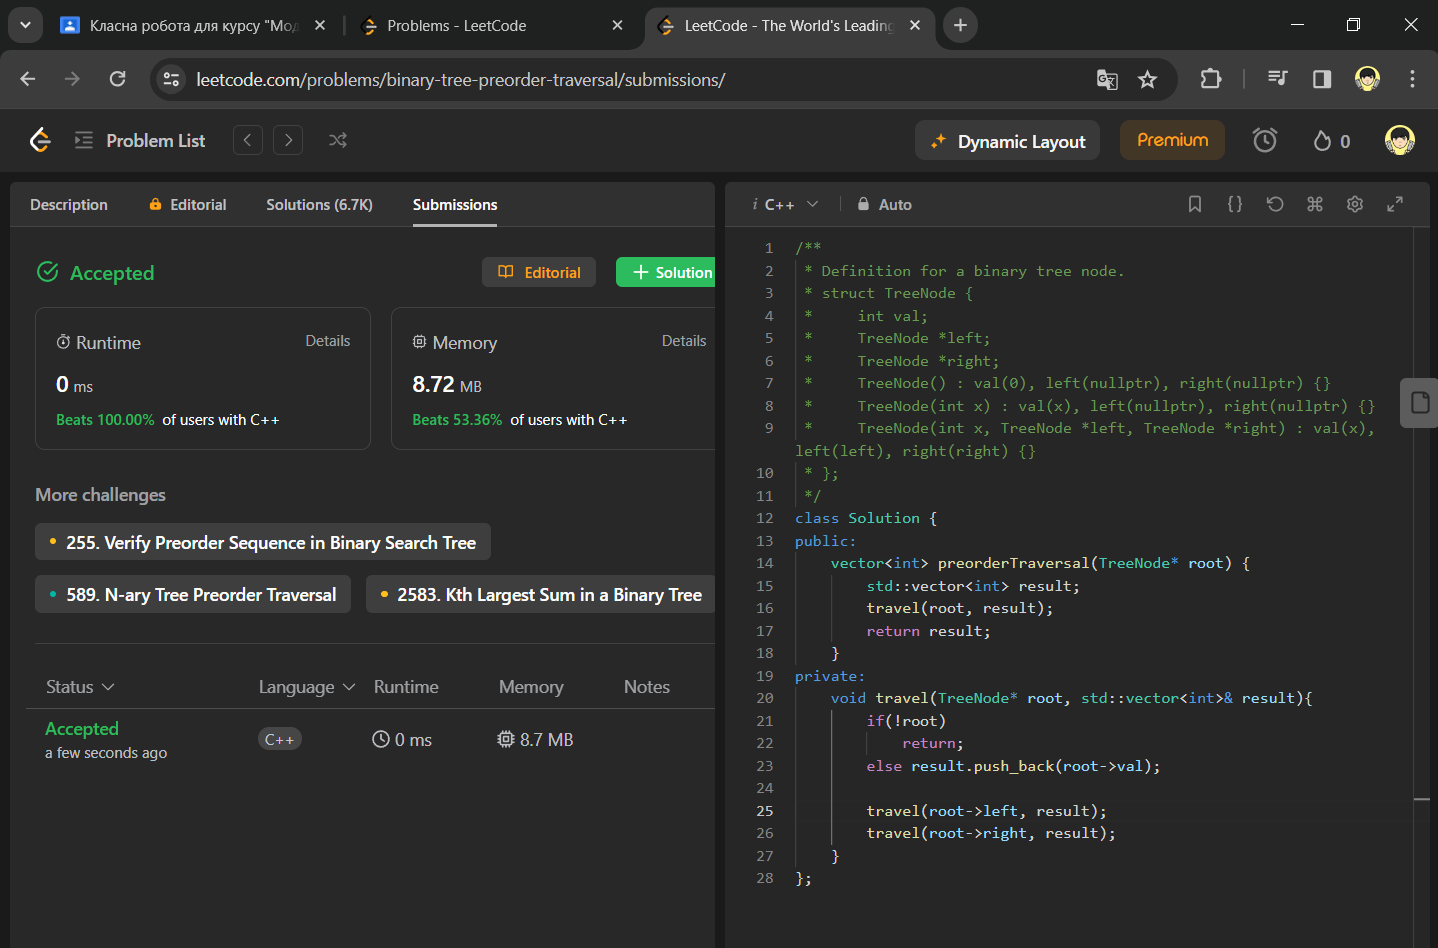 Класна робота для курсу "Мод
Problems - LeetCode
LeetCode - The World's Leading
leetcode.com/problems/binary-tree-preorder-traversal/submissions/
Problem List
Dynamic Layout
Premium
0
Description
Editorial
Solutions (6.7K)
Submissions
Accepted
Editorial
Solution
Runtime
Details
0 ms
Beats 100.00% of users with C++
Memory
Details
8.72 MB
Beats 53.36% of users with C++
More challenges
255. Verify Preorder Sequence in Binary Search Tree
589. N-ary Tree Preorder Traversal
2583. Kth Largest Sum in a Binary Tree
Status
Language
Runtime
Memory
Notes
Accepted
a few seconds ago
C++
0 ms
8.7 MB
i C++
Auto
1 /**
2 * Definition for a binary tree node.
3 * struct TreeNode {
4 *     int val;
5 *     TreeNode *left;
6 *     TreeNode *right;
7 *     TreeNode() : val(0), left(nullptr), right(nullptr) {}
8 *     TreeNode(int x) : val(x), left(nullptr), right(nullptr) {}
9 *     TreeNode(int x, TreeNode *left, TreeNode *right) : val(x),
left(left), right(right) {}
10 * };
11 */
12 class Solution {
13 public:
14     vector<int> preorderTraversal(TreeNode* root) {
15         std::vector<int> result;
16         travel(root, result);
17         return result;
18     }
19 private:
20     void travel(TreeNode* root, std::vector<int>& result){
21         if(!root)
22             return;
23         else result.push_back(root->val);
24
25         travel(root->left, result);
26         travel(root->right, result);
27     }
28 };